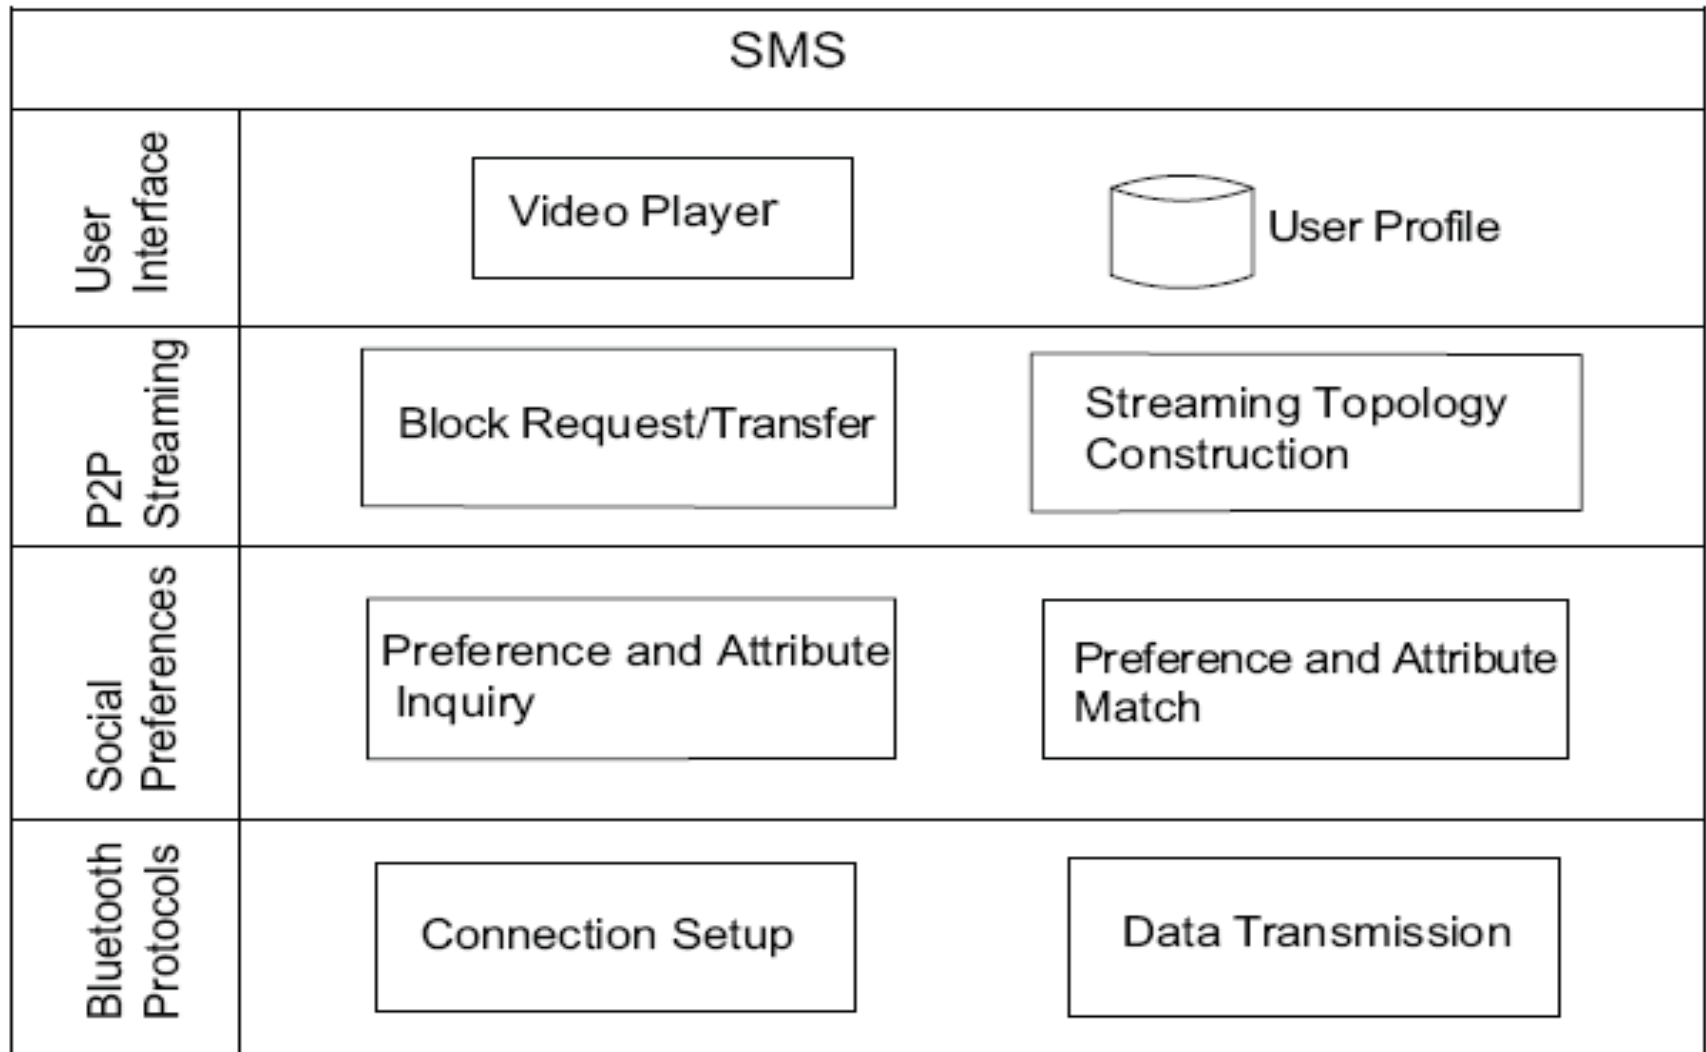 SMS
User
Interface
Video Player
User Profile
P2P
Streaming
Block Request/Transfer
Streaming Topology
Construction
Social
Preferences
Preference and Attribute
Inquiry
Preference and Attribute
Match
Bluetooth
Protocols
Connection Setup
Data Transmission